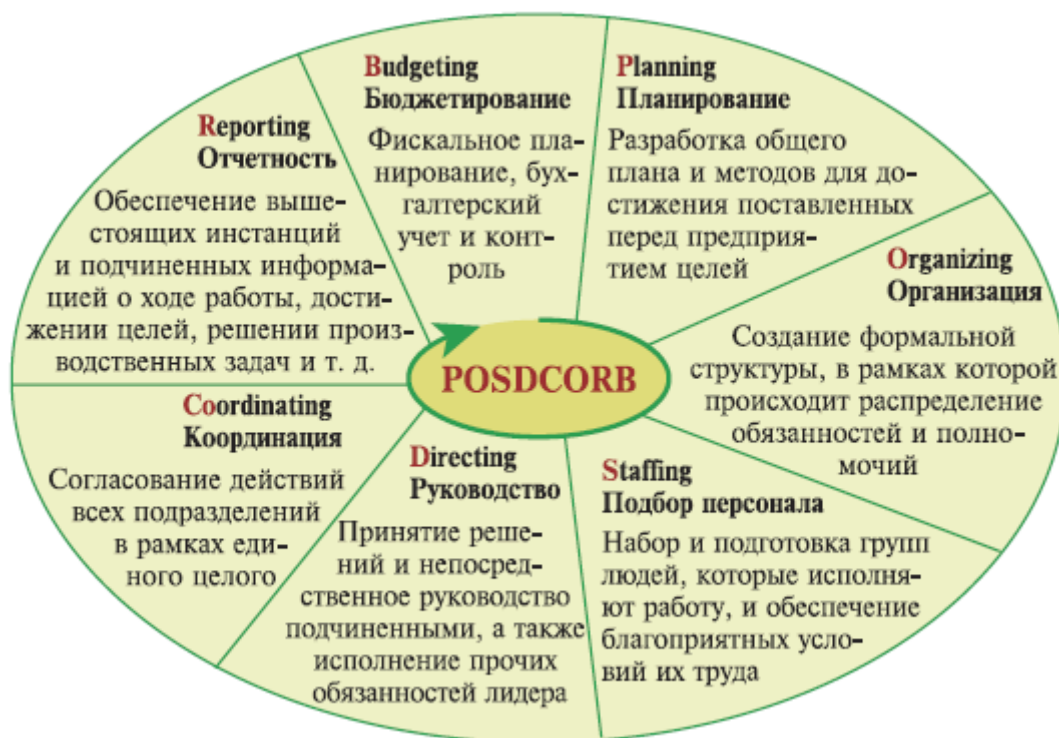 Budgeting
Бюджетирование
Фискальное пла-
нирование, бух-
галтерский
учет и конт-
роль
Planning
Планирование
Разработка общего
плана и методов для до-
стижения поставленных
перед предприя-
тием целей
Organizing
Организация
Создание формальной
структуры, в рамках которой
происходит распределение
обязанностей и полно-
мочий
Staffing
Подбор персонала
Набор и подготовка групп
людей, которые исполня-
ют работу, и обеспечение
благоприятных усло-
вий их труда
Directing
Руководство
Принятие реше-
ний и непосред-
ственное руководство
подчиненными, а также
исполнение прочих
обязанностей лидера
Coordinating
Координация
Согласование действий
всех подразделений
в рамках еди-
ного целого
Reporting
Отчетность
Обеспечение выше-
стоящих инстанций
и подчиненных информа-
цией о ходе работы, дости-
жении целей, решении произ-
водственных задач и т. д.
POSDCORB